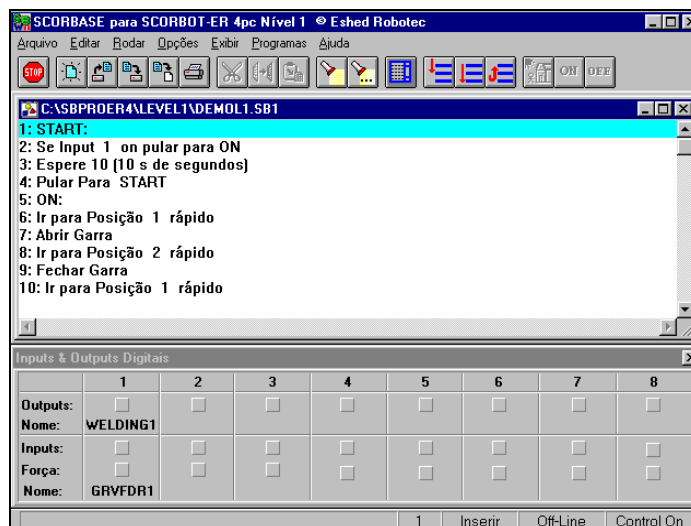 SCORBASE para SCORBOT-ER 4pc Nível 1 © Eshed Robotec
Arquivo Editar Rodar Opções Exibir Programas Ajuda
STOP ON OFF
C:\SBPROER4\LEVEL1\DEMOL1.SB1
1: START:
2: Se Input 1 on pular para ON
3: Espere 10 (10 s de segundos)
4: Pular Para START
5: ON:
6: Ir para Posição 1 rápido
7: Abrir Garra
8: Ir para Posição 2 rápido
9: Fechar Garra
10: Ir para Posição 1 rápido
Inputs & Outputs Digitais
1 2 3 4 5 6 7 8
Outputs:
Nome: WELDING1
Inputs:
Força:
Nome: GRVFDR1
1 Inserir Off-Line Control On